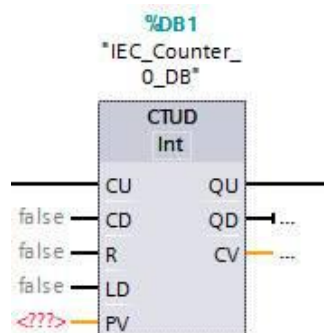 %DB1
"IEC_Counter_
0_DB"
CTUD
Int
CU QU
false CD QD ...
false R CV ...
false LD
<???> PV